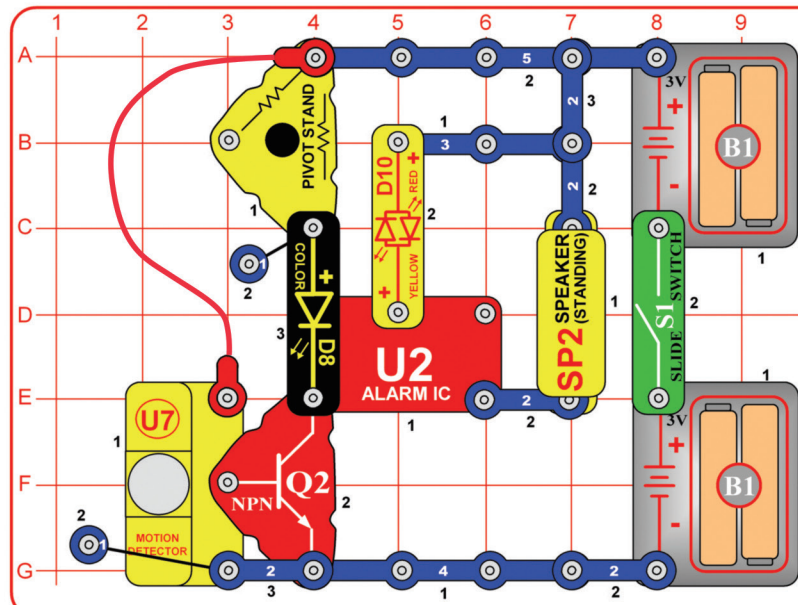 1 2 3 4 5 6 7 8 9
A
5
2
3V
+
2
3
B
PIVOT STAND
1
3
D10
+
RED
2
B1
-
C
1
2
2
1
1
2
COLOR
+
YELLOW
+
SPEAKER
(STANDING)
SP2
1
SLIDE SWITCH
S1
2
D
3
D8
U2
ALARM IC
1
E
2
2
U7
1
3V
+
1
F
NPN
Q2
2
B1
-
2
1
MOTION
DETECTOR
G
2
3
4
1
2
2